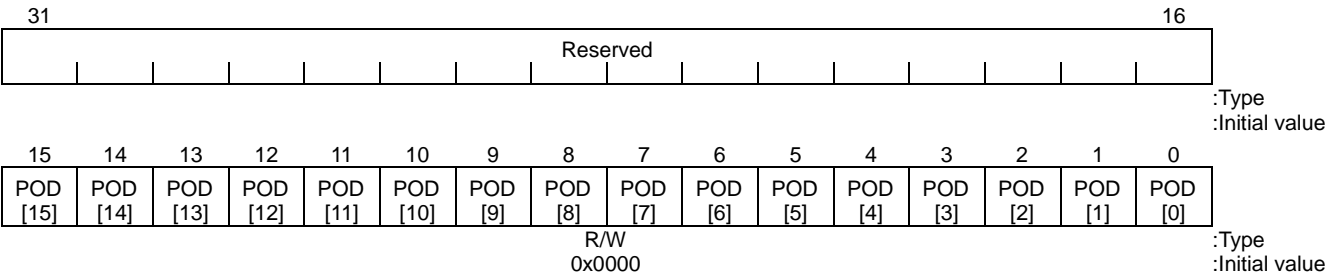 31 16
Reserved
:Type
:Initial value
15 14 13 12 11 10 9 8 7 6 5 4 3 2 1 0
POD POD POD POD POD POD POD POD POD POD POD POD POD POD POD POD
[15] [14] [13] [12] [11] [10] [9] [8] [7] [6] [5] [4] [3] [2] [1] [0]
R/W :Type
0x0000 :Initial value